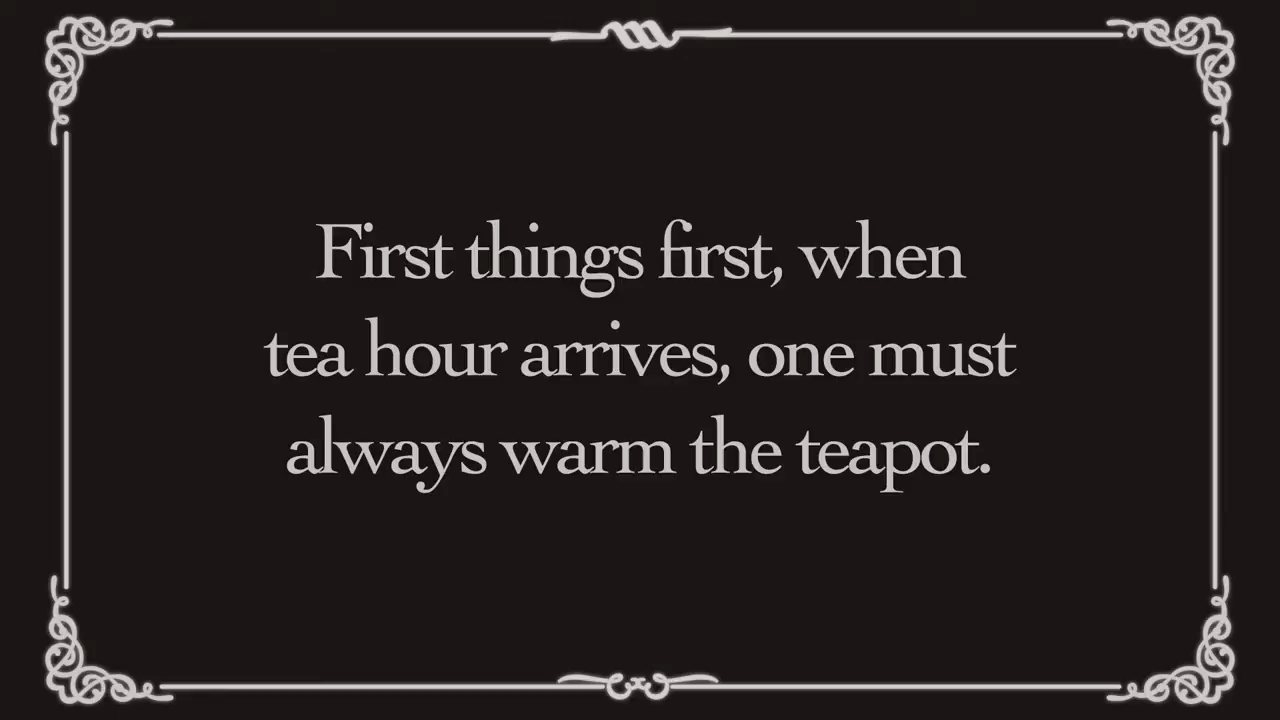 First things first, when
tea hour arrives, one must
always warm the teapot.